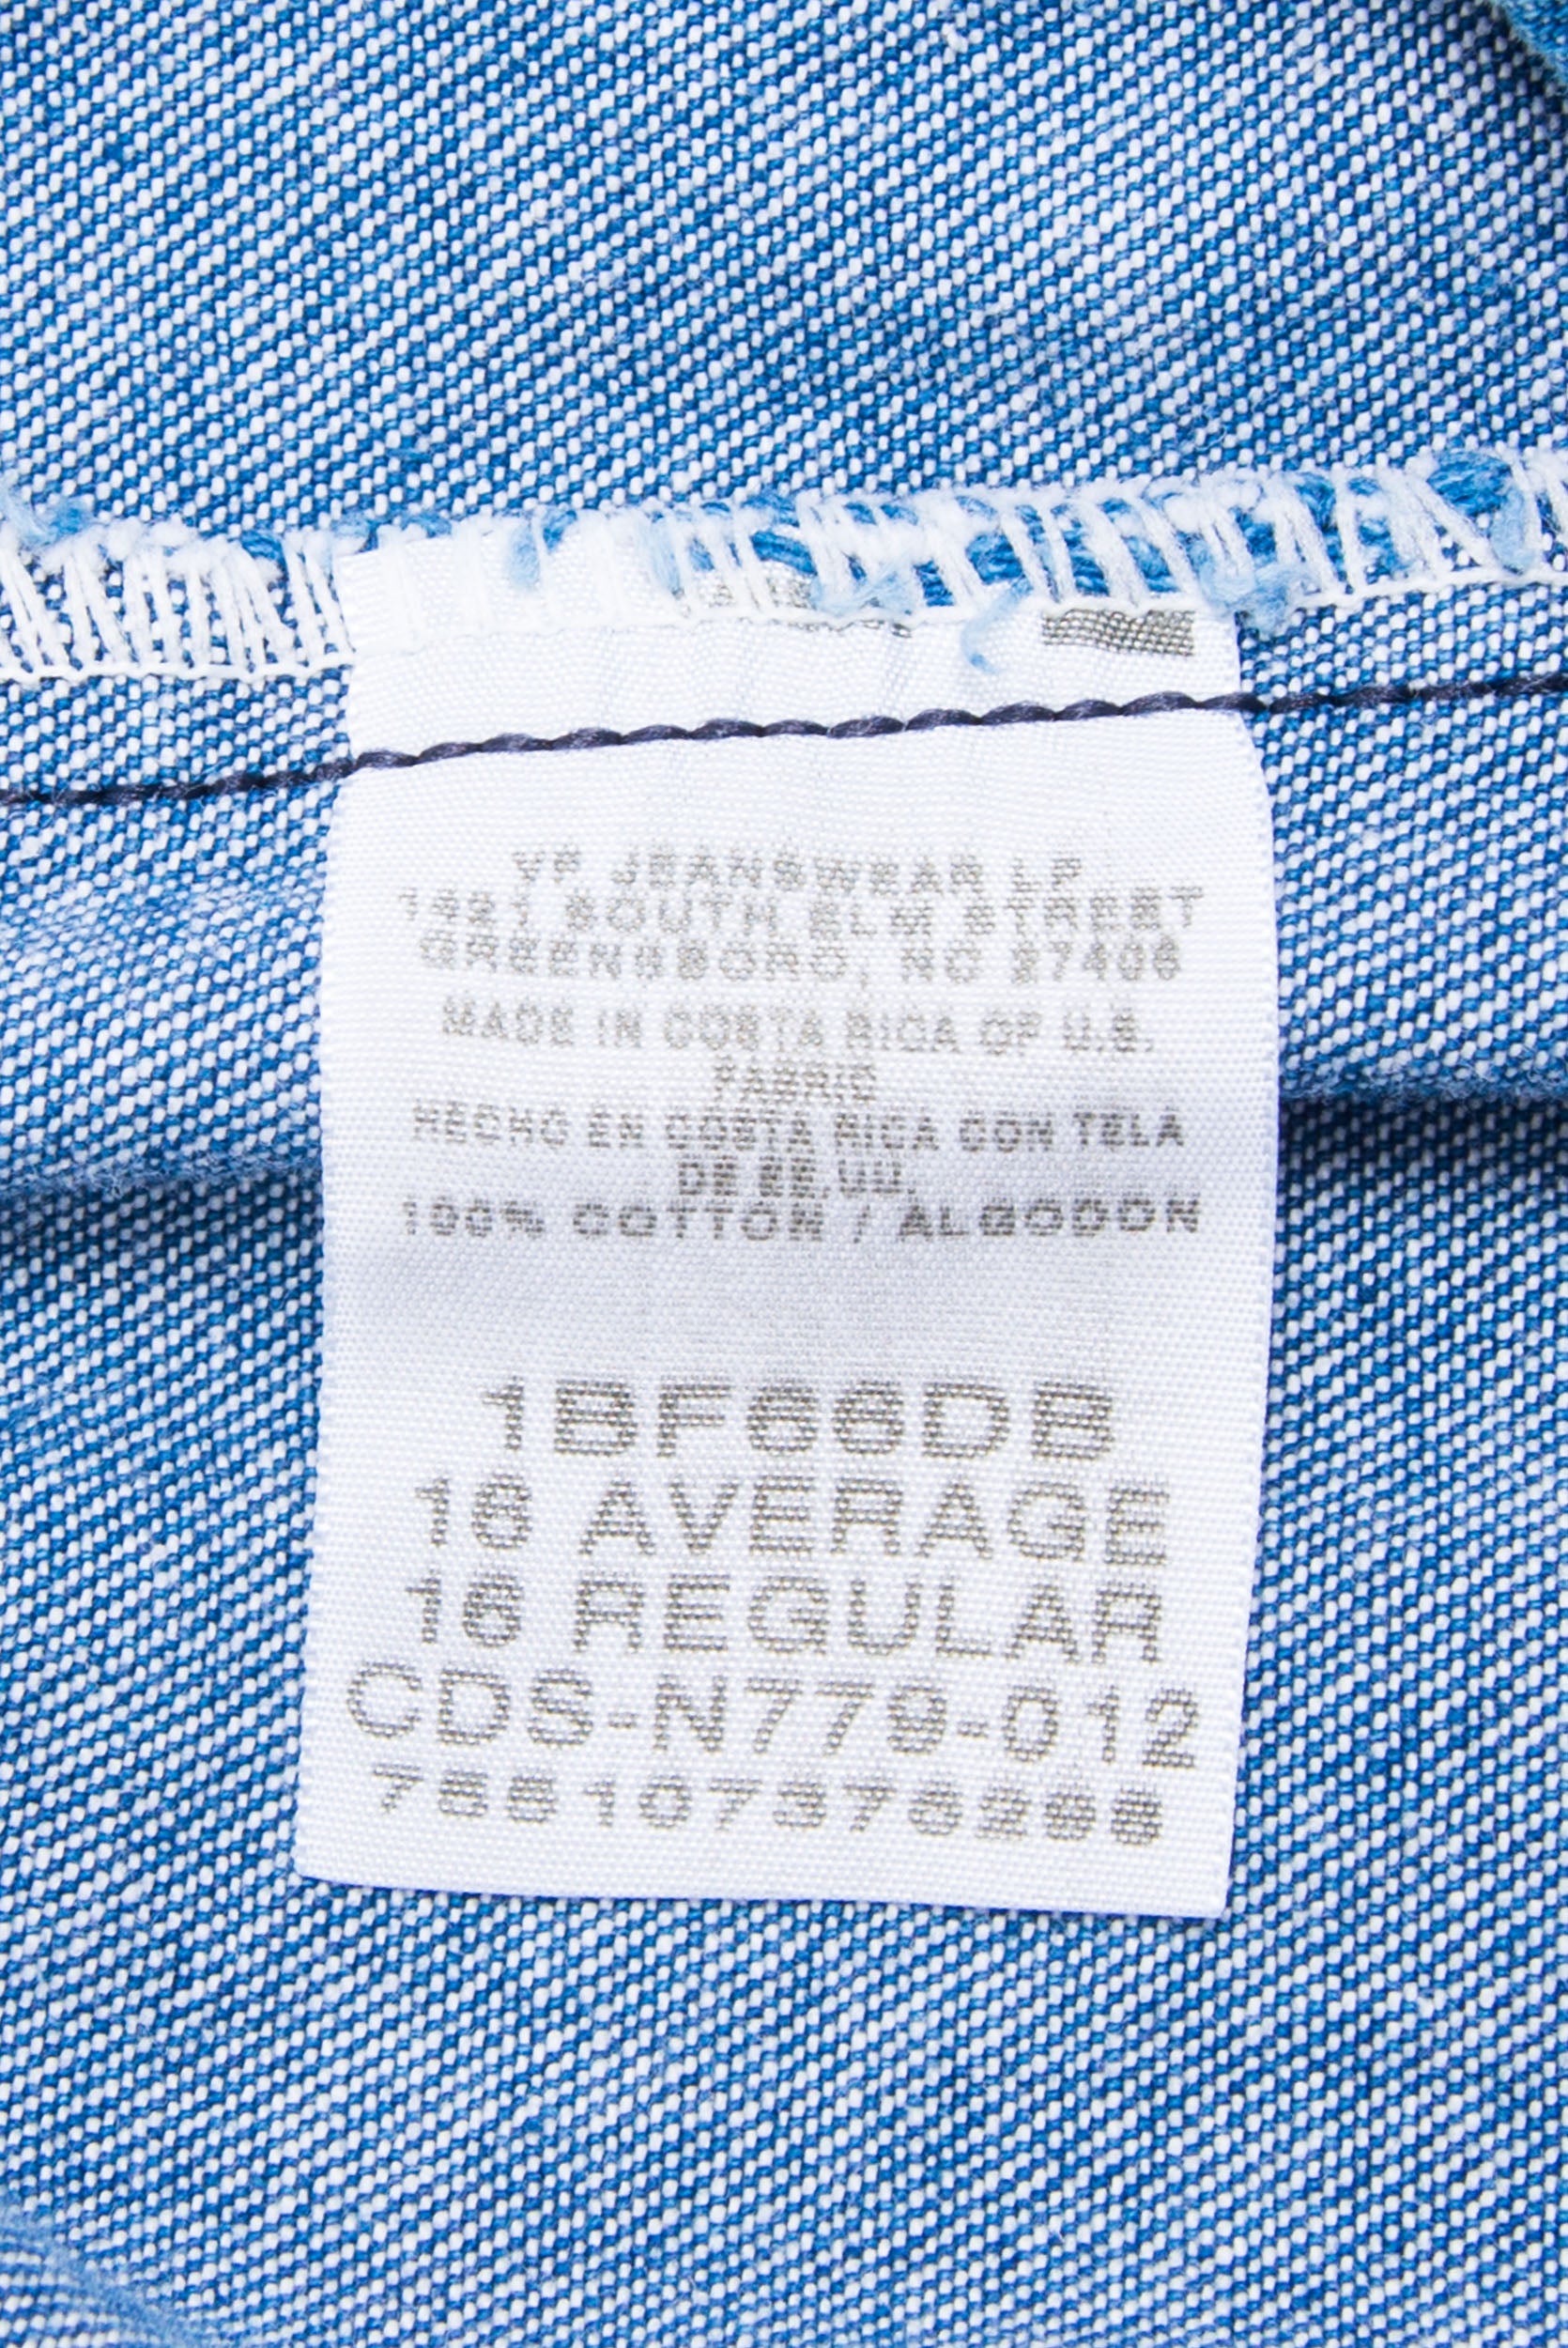 VF JEANSWEAR LP
1421 SOUTH ELM STREET
GREENSBORO, NC 27406
MADE IN COSTA RICA OF U.S.
FABRIC
HECHO EN COSTA RICA CON TELA
DE EE.UU.
100% COTTON / ALGODON
1BF66DB
16 AVERAGE
16 REGULAR
CDS-N779-012